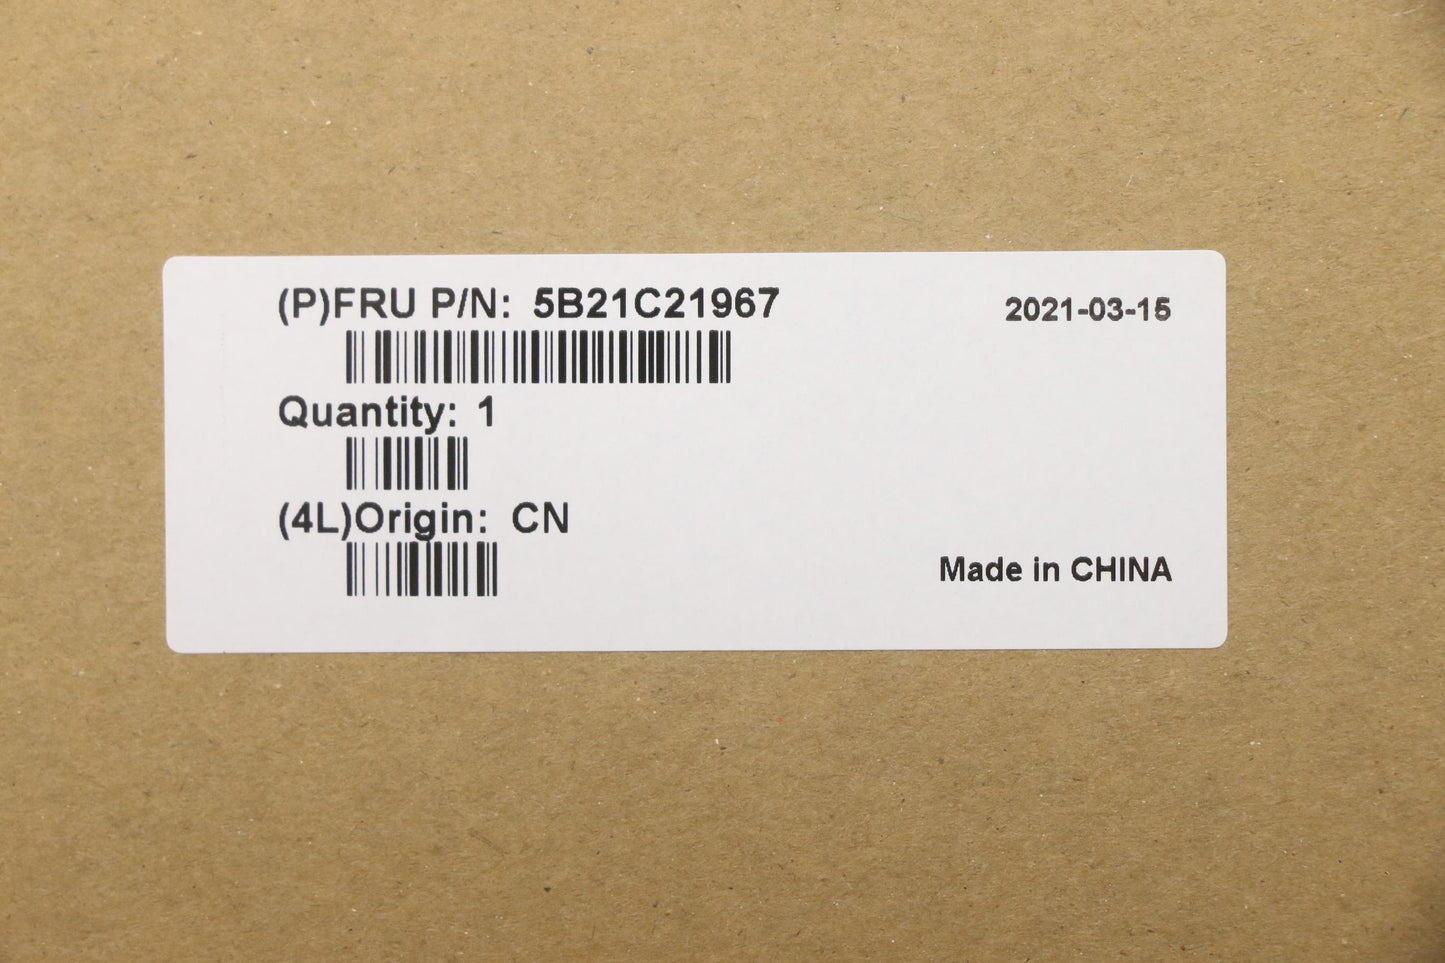 (P)FRU P/N: 5B21C21967
2021-03-15
Quantity: 1
(4L)Origin: CN
Made in CHINA